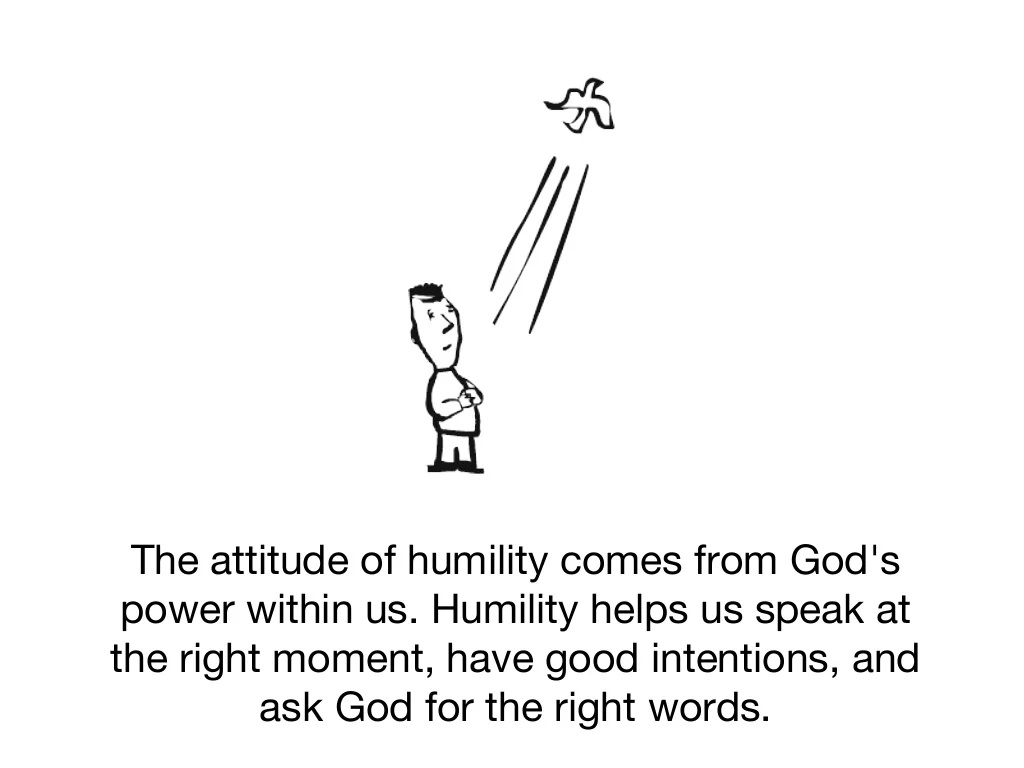 The attitude of humility comes from God's
power within us. Humility helps us speak at
the right moment, have good intentions, and
ask God for the right words.